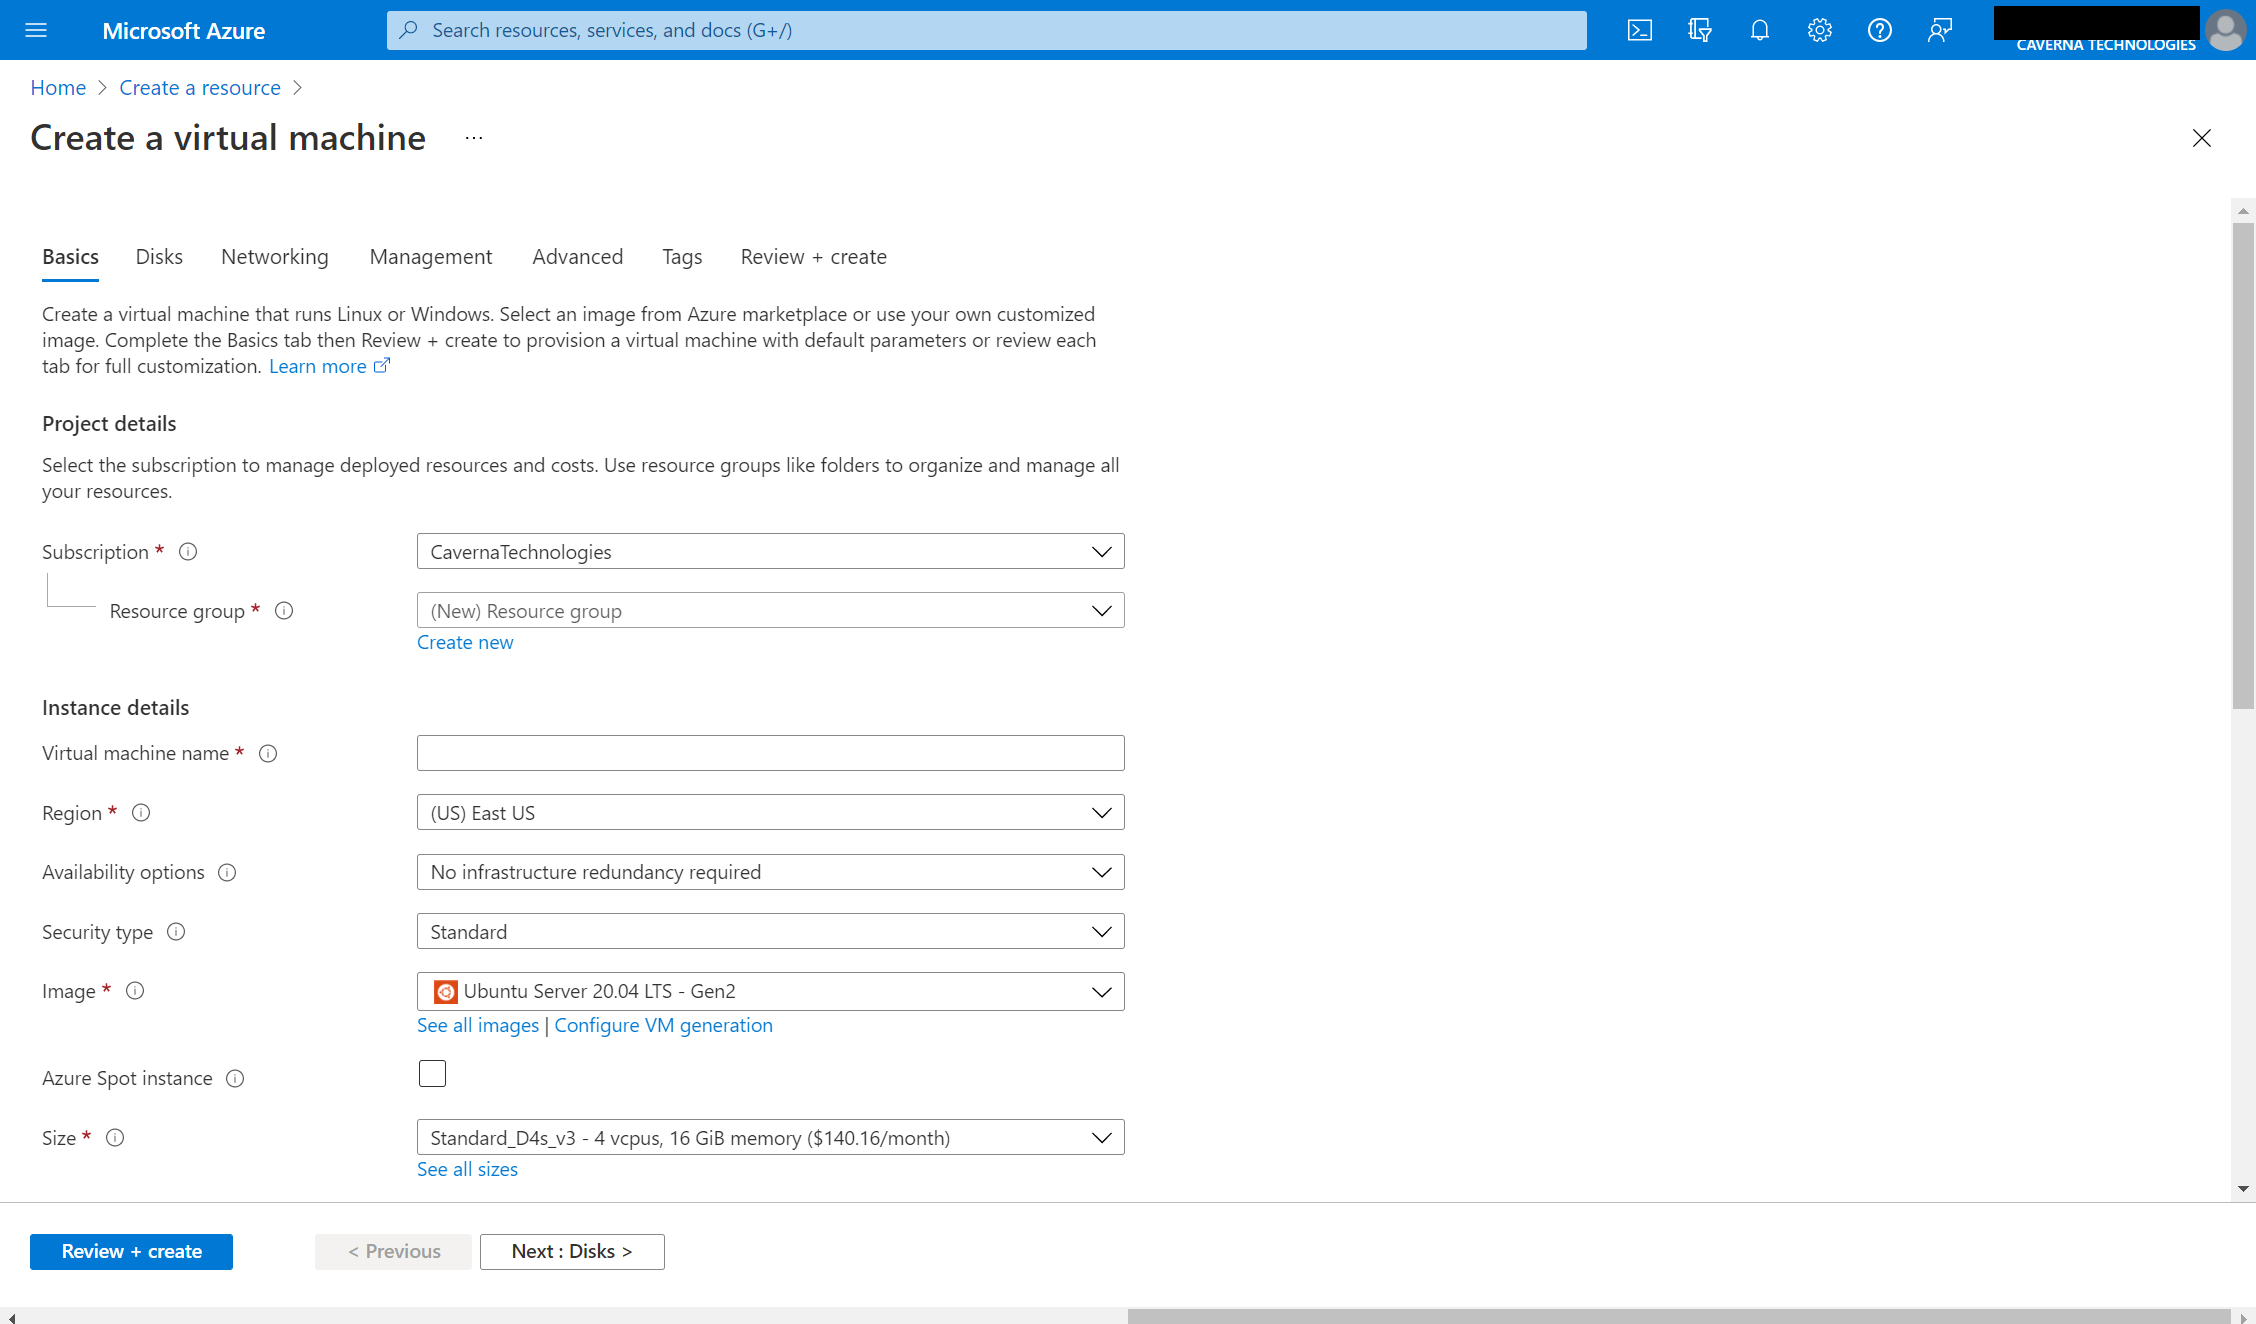 Microsoft Azure
Search resources, services, and docs (G+/)
CAVERNA TECHNOLOGIES
Home > Create a resource >
Create a virtual machine ...
Basics Disks Networking Management Advanced Tags Review + create
Create a virtual machine that runs Linux or Windows. Select an image from Azure marketplace or use your own customized
image. Complete the Basics tab then Review + create to provision a virtual machine with default parameters or review each
tab for full customization. Learn more
Project details
Select the subscription to manage deployed resources and costs. Use resource groups like folders to organize and manage all
your resources.
Subscription * CavernaTechnologies
Resource group * (New) Resource group
Create new
Instance details
Virtual machine name *
Region * (US) East US
Availability options No infrastructure redundancy required
Security type Standard
Image * Ubuntu Server 20.04 LTS - Gen2
See all images | Configure VM generation
Azure Spot instance
Size * Standard_D4s_v3 - 4 vcpus, 16 GiB memory ($140.16/month)
See all sizes
Review + create < Previous Next : Disks >